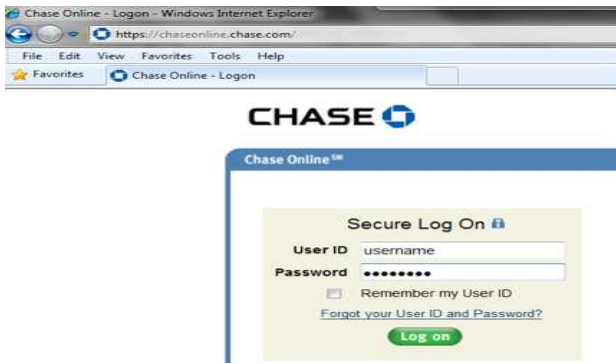 Chase Online - Logon - Windows Internet Explorer
https://chaseonline.chase.com/
File Edit View Favorites Tools Help
Favorites Chase Online - Logon
CHASE
Chase Online℠
Secure Log On
User ID username
Password ••••••••
Remember my User ID
Forgot your User ID and Password?
Log on